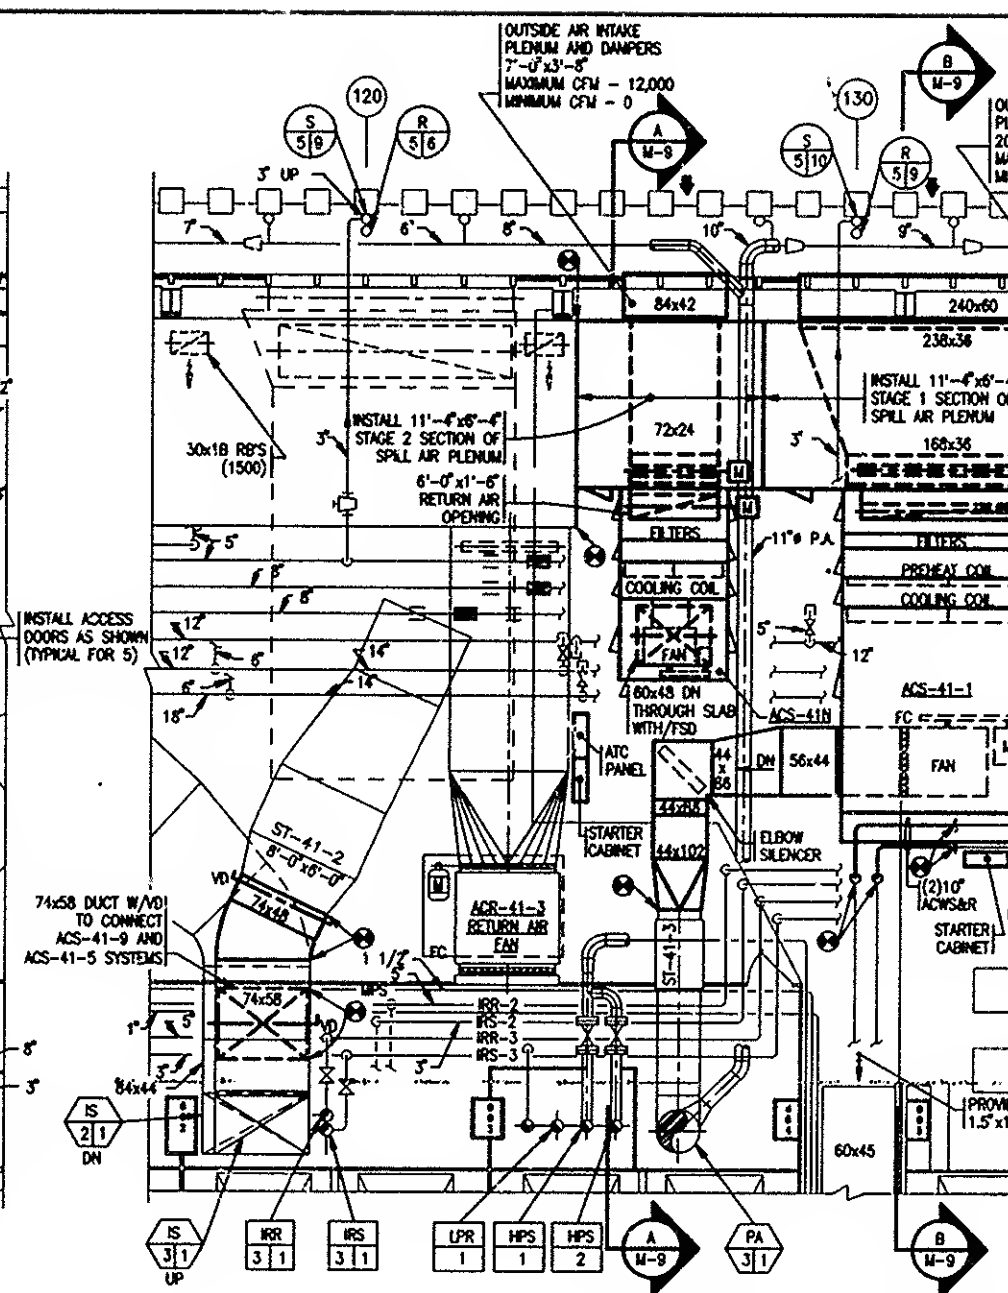 OUTSIDE AIR INTAKE
PLENUM AND DAMPERS
7'-0"x3'-8"
MAXIMUM CFM - 12,000
MINIMUM CFM - 0
B
M-9
A
M-9
120
130
S
5 9
R
5 6
S
5 10
R
5 9
3" UP
7"
6"
8"
10"
9"
84x42
240x60
238x36
INSTALL 11'-4"x6'-4"
STAGE 2 SECTION OF
SPILL AIR PLENUM
INSTALL 11'-4"x6'-4
STAGE 1 SECTION O
SPILL AIR PLENUM
30x18 RB'S
(1500)
3"
72x24
3"
168x36
6'-0"x1'-6"
RETURN AIR
OPENING
M
M
FILTERS
11"ø P.A.
FILTERS
PREHEAT COIL
COOLING COIL
COOLING COIL
5"
8"
INSTALL ACCESS
DOORS AS SHOWN
(TYPICAL FOR 5)
12"
12"
6"
6"
18"
14"
14"
FAN
5"
12"
60x48 DN
THROUGH SLAB
WITH/FSD
ACS-41N
ACS-41-1
FC
ATC
PANEL
44
x
66
DN
56x44
FAN
44x68
ST-41-2
8'-0"x6'-0"
STARTER
CABINET
44x102
ELBOW
SILENCER
VD
74x48
74x58 DUCT W/VD
TO CONNECT
ACS-41-9 AND
ACS-41-5 SYSTEMS
M
ACR-41-3
RETURN AIR
FAN
FC
ST-41-3
(2)10"
ACWS&R
STARTER
CABINET
1 1/2"
5"
MPS
74x58
VD
IRR-2
IRS-2
IRR-3
IRS-3
1"
5"
3"
3"
8"
3"
84x44
IS
2 1
DN
60x45
PROVI
1.5"x1
IS
3 1
UP
IRR
3 1
IRS
3 1
LPR
1
HPS
1
HPS
2
A
M-9
PA
3 1
B
M-9